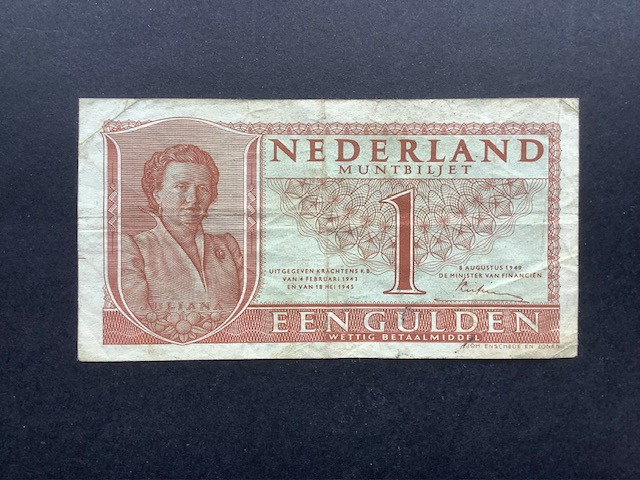 NEDERLAND
MUNTBILJET
1
UITGEGEVEN KRACHTENS K.B.
VAN 4 FEBRUARI 1943
EN VAN 18 MEI 1945
8 AUGUSTUS 1949
DE MINISTER VAN FINANCIËN
JULIANA
EEN GULDEN
WETTIG BETAALMIDDEL
JOH. ENSCHEDÉ EN ZONEN